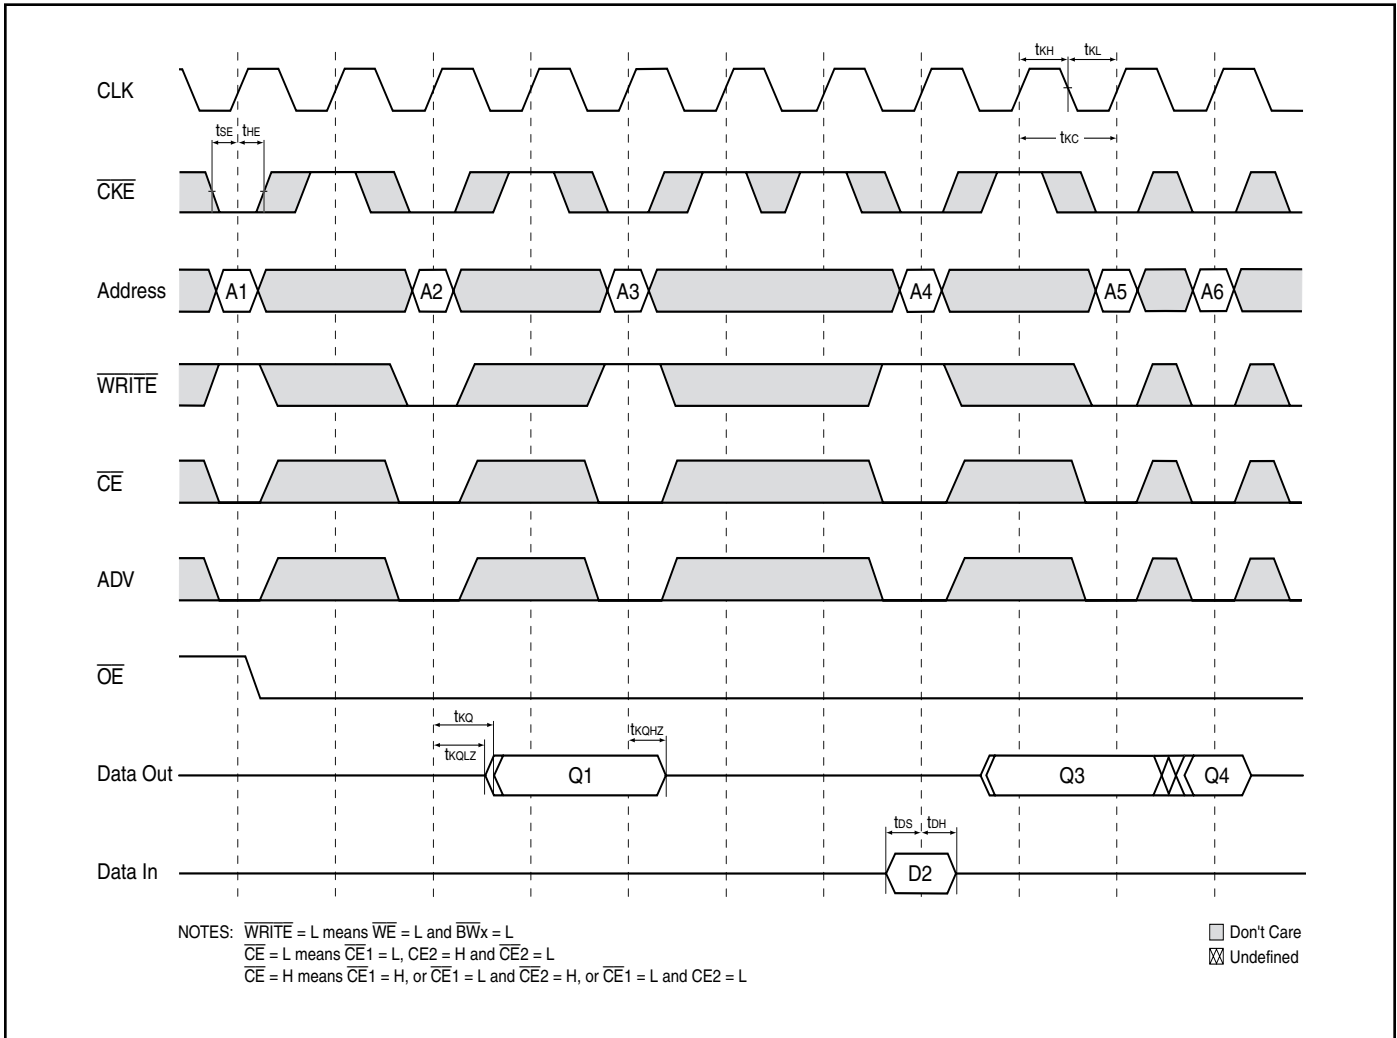 tKH tKL
CLK
tSE tHE
tKC
CKE
Address A1 A2 A3 A4 A5 A6
WRITE
CE
ADV
OE
tKQ
tKQHZ
tKQLZ
Data Out Q1 Q3 Q4
tDS tDH
Data In D2
NOTES: WRITE = L means WE = L and BWx = L
CE = L means CE1 = L, CE2 = H and CE2 = L
CE = H means CE1 = H, or CE1 = L and CE2 = H, or CE1 = L and CE2 = L
Don't Care
Undefined